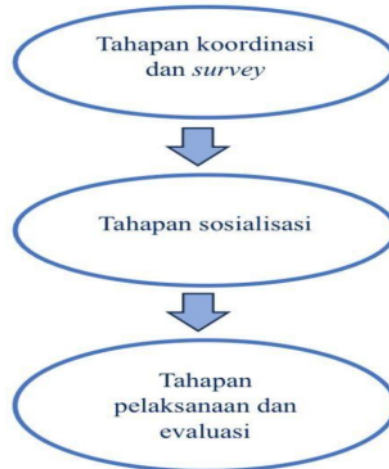 Tahapan koordinasi
dan survey
Tahapan sosialisasi
Tahapan
pelaksanaan dan
evaluasi